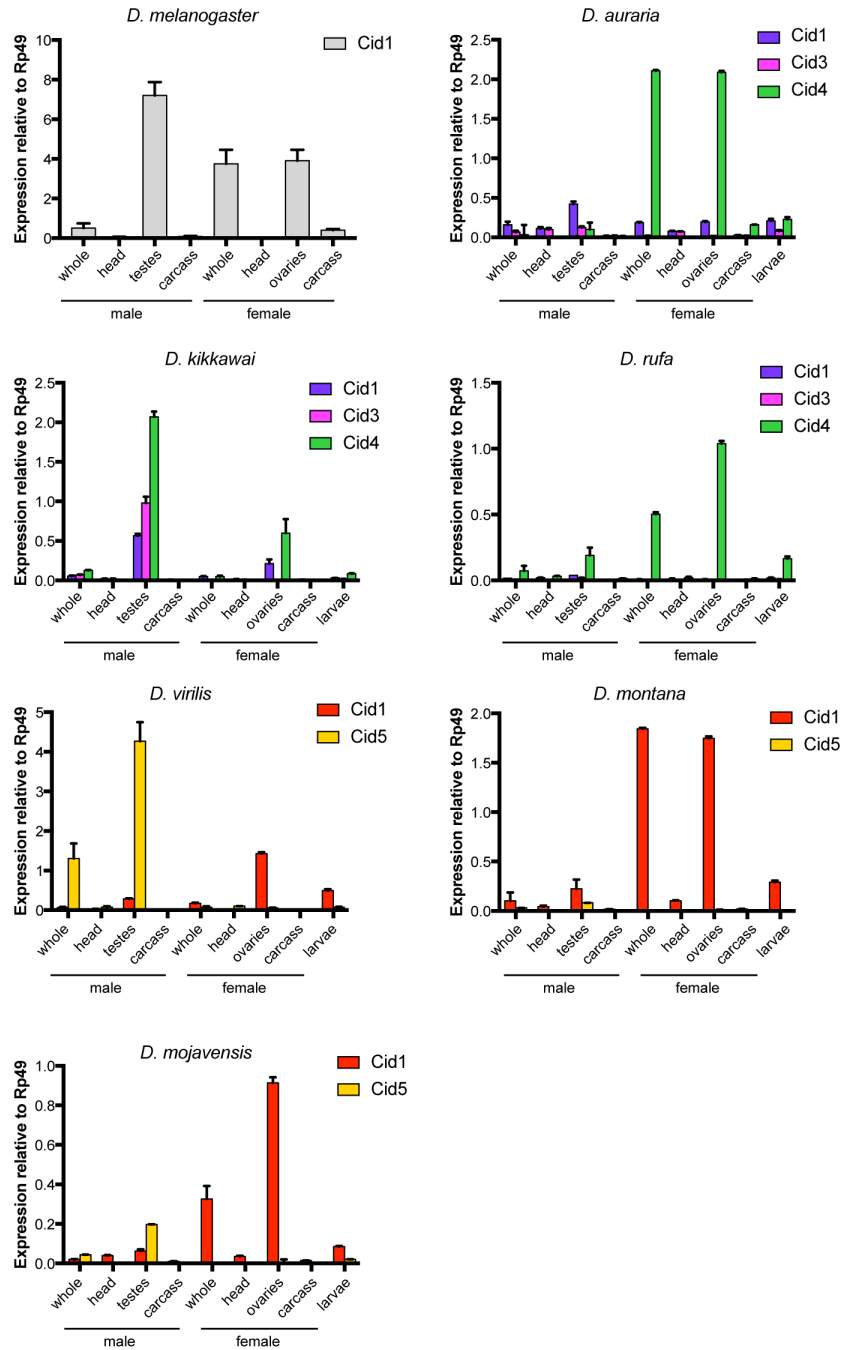 D. melanogaster
Expression relative to Rp49
10
8
6
4
2
0
Cid1
whole
head
testes
carcass
whole
head
ovaries
carcass
male
female
D. auraria
Expression relative to Rp49
2.5
2.0
1.5
1.0
0.5
0.0
Cid1
Cid3
Cid4
whole
head
testes
carcass
whole
head
ovaries
carcass
larvae
male
female
D. kikkawai
Expression relative to Rp49
2.5
2.0
1.5
1.0
0.5
0.0
Cid1
Cid3
Cid4
whole
head
testes
carcass
whole
head
ovaries
carcass
larvae
male
female
D. rufa
Expression relative to Rp49
1.5
1.0
0.5
0.0
Cid1
Cid3
Cid4
whole
head
testes
carcass
whole
head
ovaries
carcass
larvae
male
female
D. virilis
Expression relative to Rp49
5
4
3
2
1
0
Cid1
Cid5
whole
head
testes
carcass
whole
head
ovaries
carcass
larvae
male
female
D. montana
Expression relative to Rp49
2.0
1.5
1.0
0.5
0.0
Cid1
Cid5
whole
head
testes
carcass
whole
head
ovaries
carcass
larvae
male
female
D. mojavensis
Expression relative to Rp49
1.0
0.8
0.6
0.4
0.2
0.0
Cid1
Cid5
whole
head
testes
carcass
whole
head
ovaries
carcass
larvae
male
female